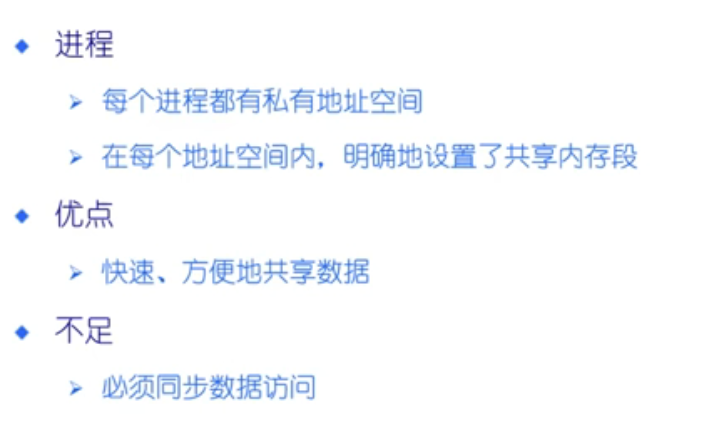 进程
每个进程都有私有地址空间
在每个地址空间内，明确地设置了共享内存段
优点
快速、方便地共享数据
不足
必须同步数据访问